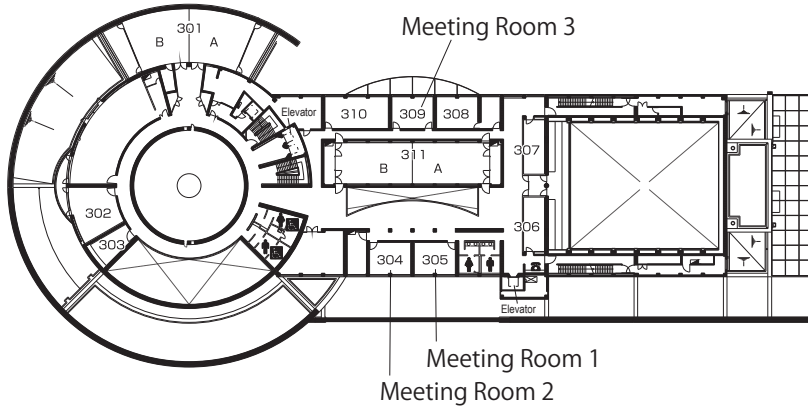 Meeting Room 3
301
B A
Elevator
310
309
308
311
B A
307
302
303
306
304
305
Elevator
Meeting Room 1
Meeting Room 2